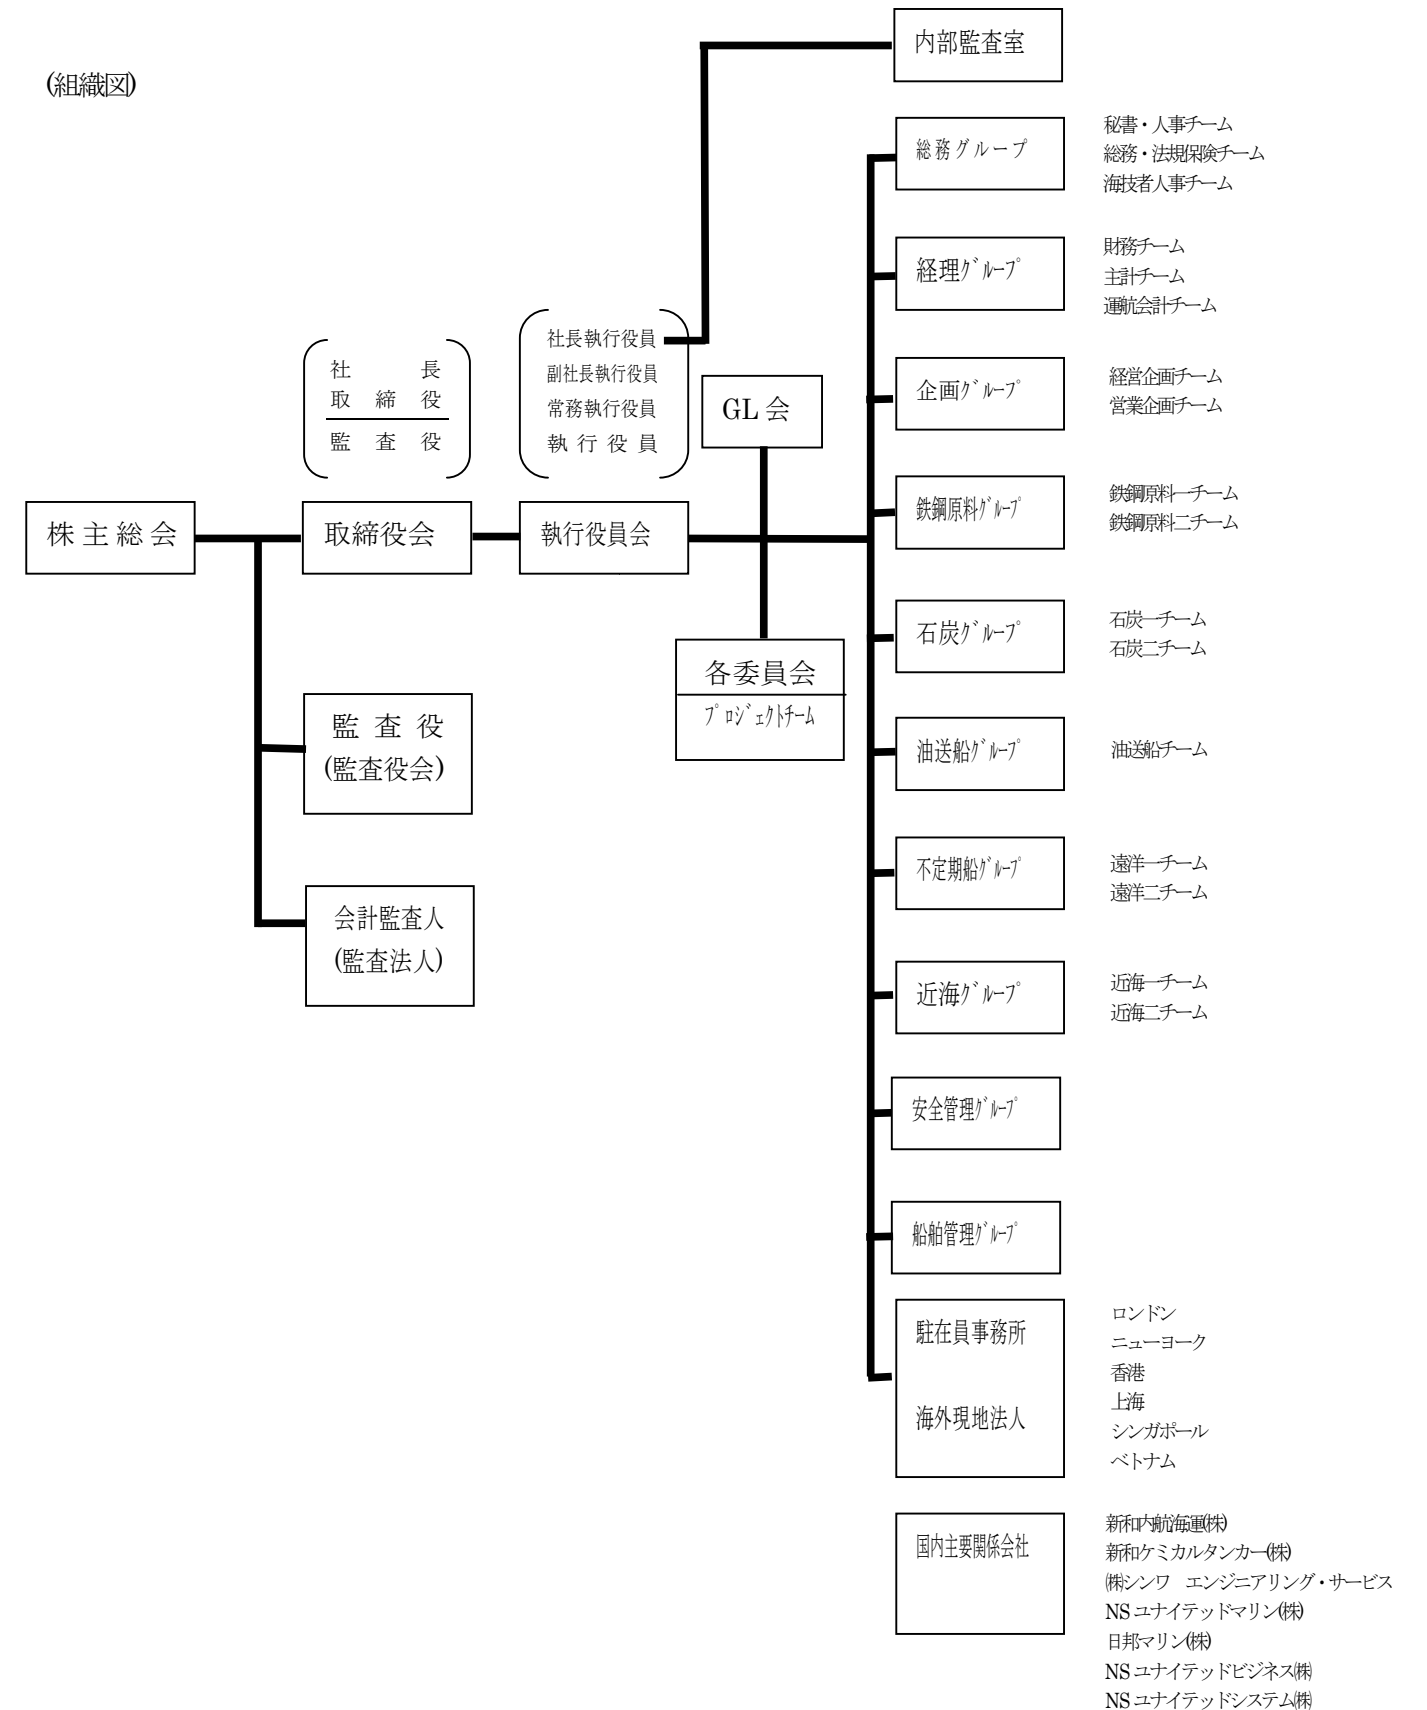 (組織図)
内部監査室
総務グループ
秘書・人事チーム
総務・法規保険チーム
海技者人事チーム
経理ｸﾞﾙｰﾌﾟ
財務チーム
主計チーム
運航会計チーム
社長執行役員
副社長執行役員
常務執行役員
執行役員
社長
取締役
監査役
GL会
企画ｸﾞﾙｰﾌﾟ
経営企画チーム
営業企画チーム
株主総会
取締役会
執行役員会
鉄鋼原料ｸﾞﾙｰﾌﾟ
鉄鋼原料一チーム
鉄鋼原料二チーム
石炭ｸﾞﾙｰﾌﾟ
石炭一チーム
石炭二チーム
各委員会
ﾌﾟﾛｼﾞｪｸﾄﾁｰﾑ
監査役
(監査役会)
油送船ｸﾞﾙｰﾌﾟ
油送船チーム
会計監査人
(監査法人)
不定期船ｸﾞﾙｰﾌﾟ
遠洋一チーム
遠洋二チーム
近海ｸﾞﾙｰﾌﾟ
近海一チーム
近海二チーム
安全管理ｸﾞﾙｰﾌﾟ
船舶管理ｸﾞﾙｰﾌﾟ
駐在員事務所
海外現地法人
ロンドン
ニューヨーク
香港
上海
シンガポール
ベトナム
国内主要関係会社
新和内航海運(株)
新和ケミカルタンカー(株)
㈱シンワ　エンジニアリング・サービス
NSユナイテッドマリン(株)
日邦マリン(株)
NSユナイテッドビジネス㈱
NSユナイテッドシステム㈱